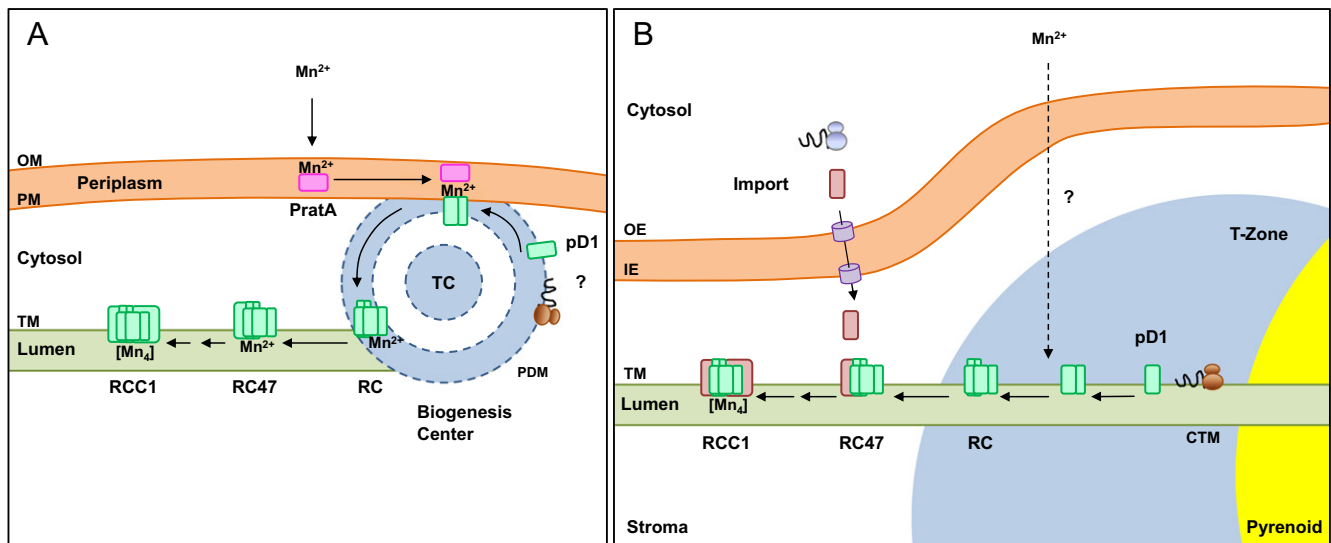 A
Mn²⁺
OM
Mn²⁺
Periplasm
Mn²⁺
PM
PratA
pD1
Cytosol
?
TC
TM
Mn²⁺
[Mn₄]
Mn²⁺
Lumen
PDM
RCC1
RC47
RC
Biogenesis
Center
B
Mn²⁺
Cytosol
Import
?
OE
T-Zone
IE
pD1
TM
Lumen
[Mn₄]
CTM
RCC1
RC47
RC
Stroma
Pyrenoid